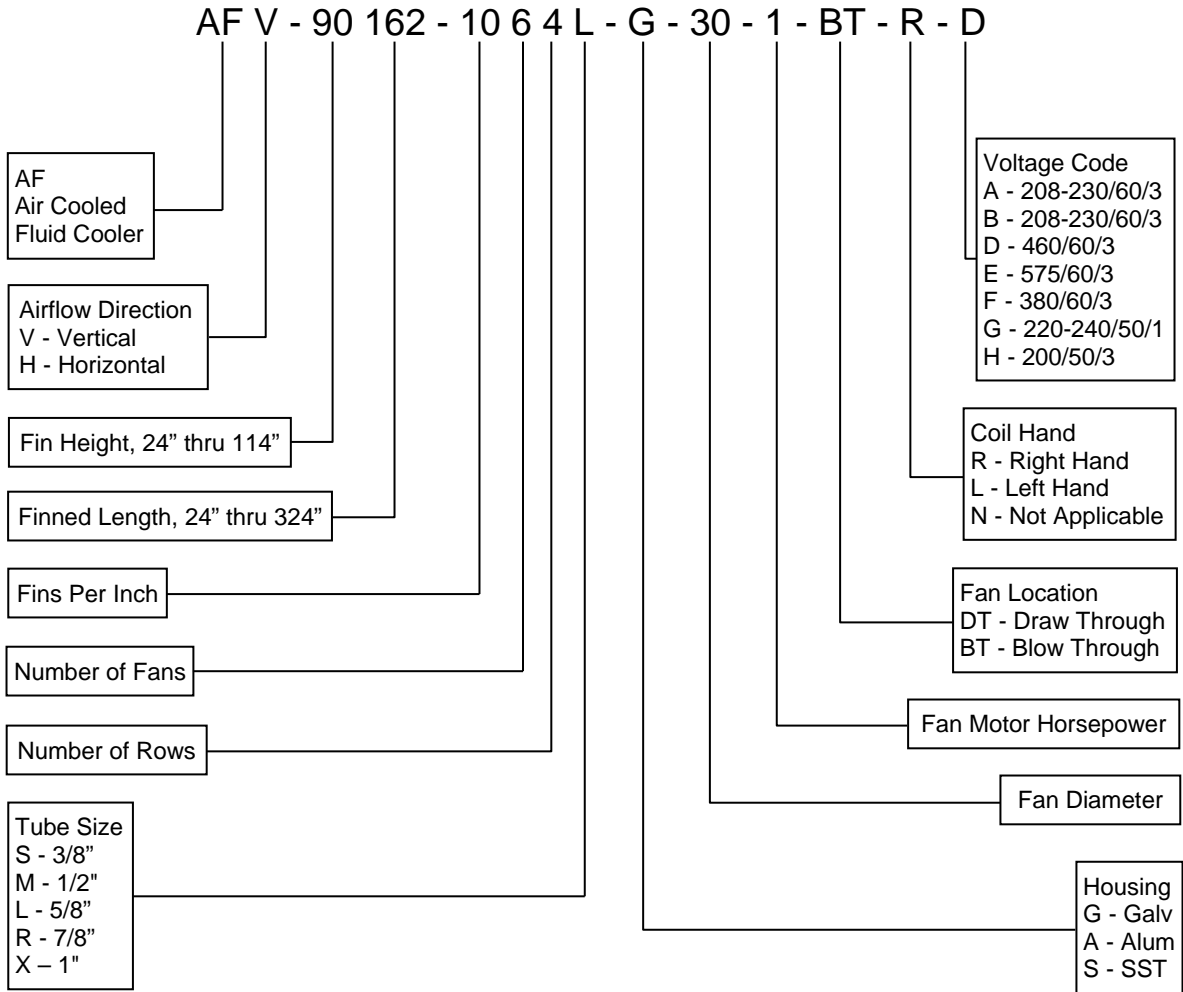 AF V - 90 162 - 10 6 4 L - G - 30 - 1 - BT - R - D
AF
Air Cooled
Fluid Cooler
Airflow Direction
V - Vertical
H - Horizontal
Fin Height, 24” thru 114”
Finned Length, 24” thru 324”
Fins Per Inch
Number of Fans
Number of Rows
Tube Size
S - 3/8”
M - 1/2"
L - 5/8”
R - 7/8”
X – 1"
Voltage Code
A - 208-230/60/3
B - 208-230/60/3
D - 460/60/3
E - 575/60/3
F - 380/60/3
G - 220-240/50/1
H - 200/50/3
Coil Hand
R - Right Hand
L - Left Hand
N - Not Applicable
Fan Location
DT - Draw Through
BT - Blow Through
Fan Motor Horsepower
Fan Diameter
Housing
G - Galv
A - Alum
S - SST